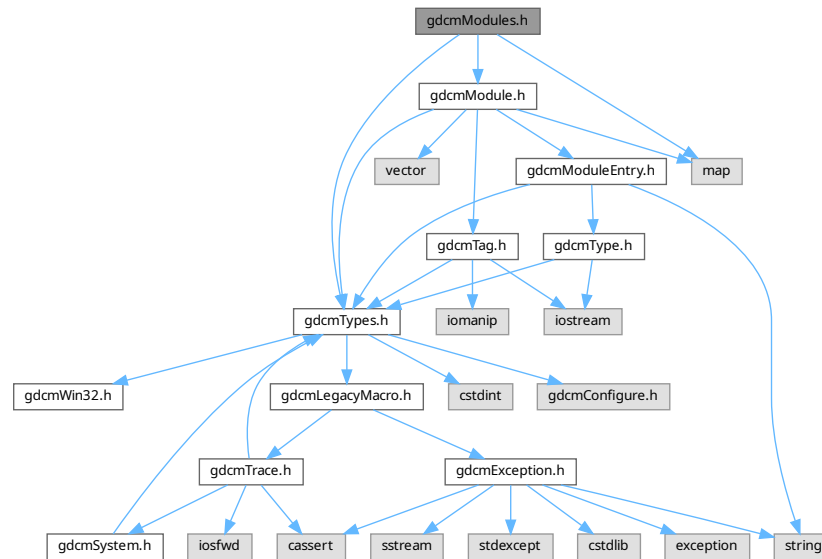 gdcmModules.h
gdcmModule.h
vector
gdcmModuleEntry.h
map
gdcmTag.h
gdcmType.h
gdcmTypes.h
iomanip
iostream
gdcmWin32.h
gdcmLegacyMacro.h
cstdint
gdcmConfigure.h
gdcmTrace.h
gdcmException.h
gdcmSystem.h
iosfwd
cassert
sstream
stdexcept
cstdlib
exception
string